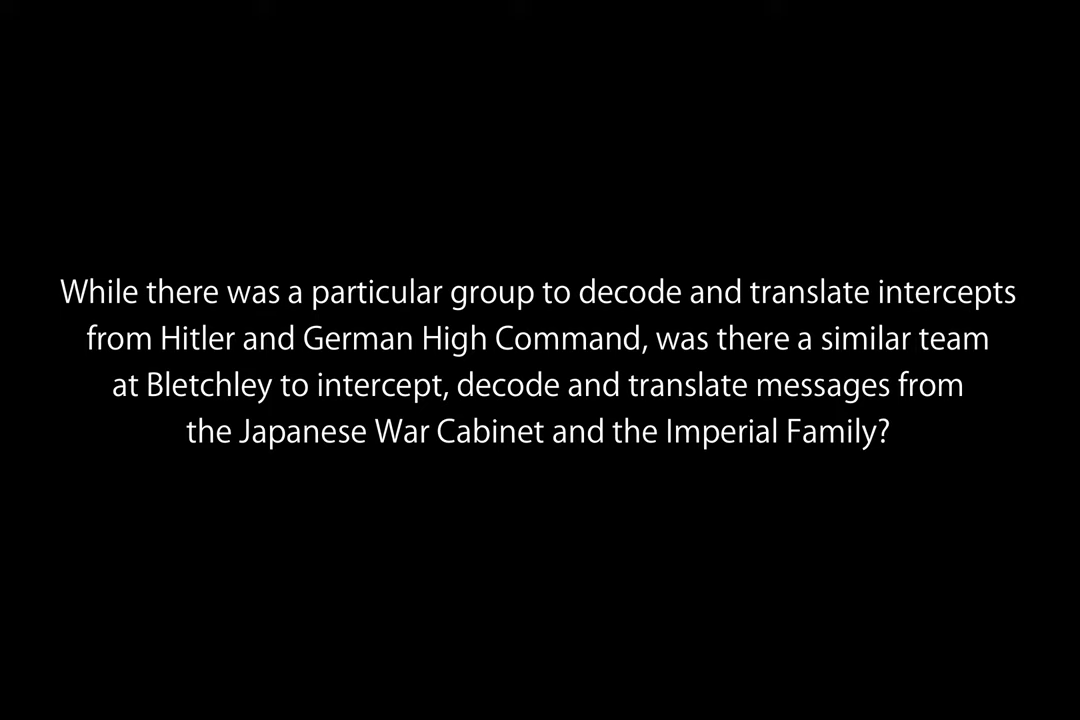 While there was a particular group to decode and translate intercepts
from Hitler and German High Command, was there a similar team
at Bletchley to intercept, decode and translate messages from
the Japanese War Cabinet and the Imperial Family?